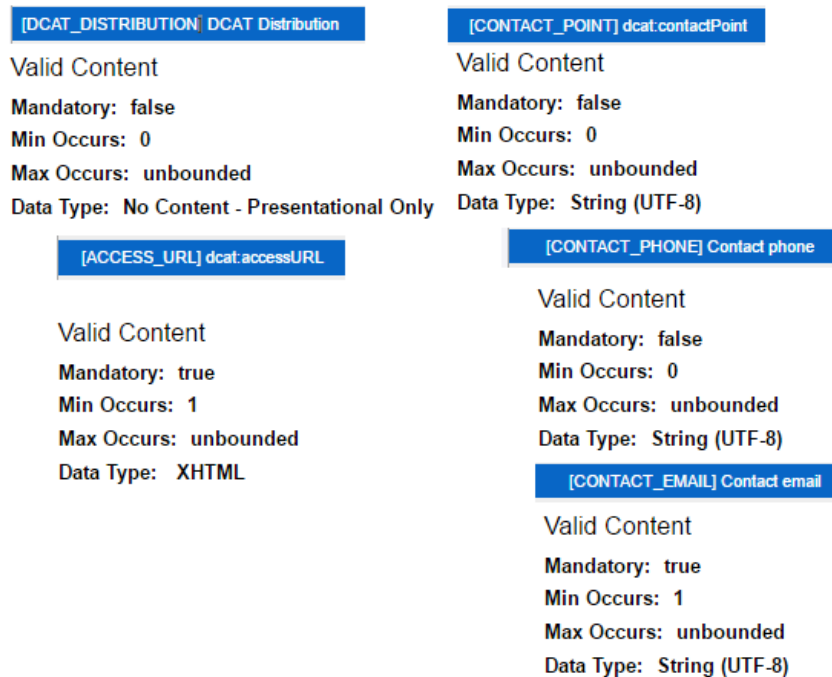 [DCAT_DISTRIBUTION] DCAT Distribution
Valid Content
Mandatory: false
Min Occurs: 0
Max Occurs: unbounded
Data Type: No Content - Presentational Only
[ACCESS_URL] dcat:accessURL
Valid Content
Mandatory: true
Min Occurs: 1
Max Occurs: unbounded
Data Type: XHTML
[CONTACT_POINT] dcat:contactPoint
Valid Content
Mandatory: false
Min Occurs: 0
Max Occurs: unbounded
Data Type: String (UTF-8)
[CONTACT_PHONE] Contact phone
Valid Content
Mandatory: false
Min Occurs: 0
Max Occurs: unbounded
Data Type: String (UTF-8)
[CONTACT_EMAIL] Contact email
Valid Content
Mandatory: true
Min Occurs: 1
Max Occurs: unbounded
Data Type: String (UTF-8)